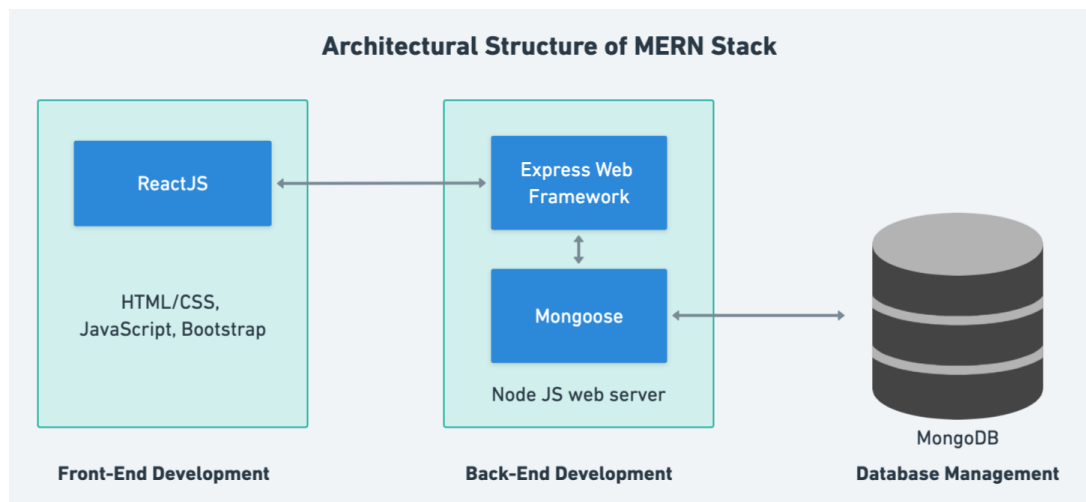 Architectural Structure of MERN Stack
ReactJS
HTML/CSS,
JavaScript, Bootstrap
Front-End Development
Express Web
Framework
Mongoose
Node JS web server
Back-End Development
MongoDB
Database Management